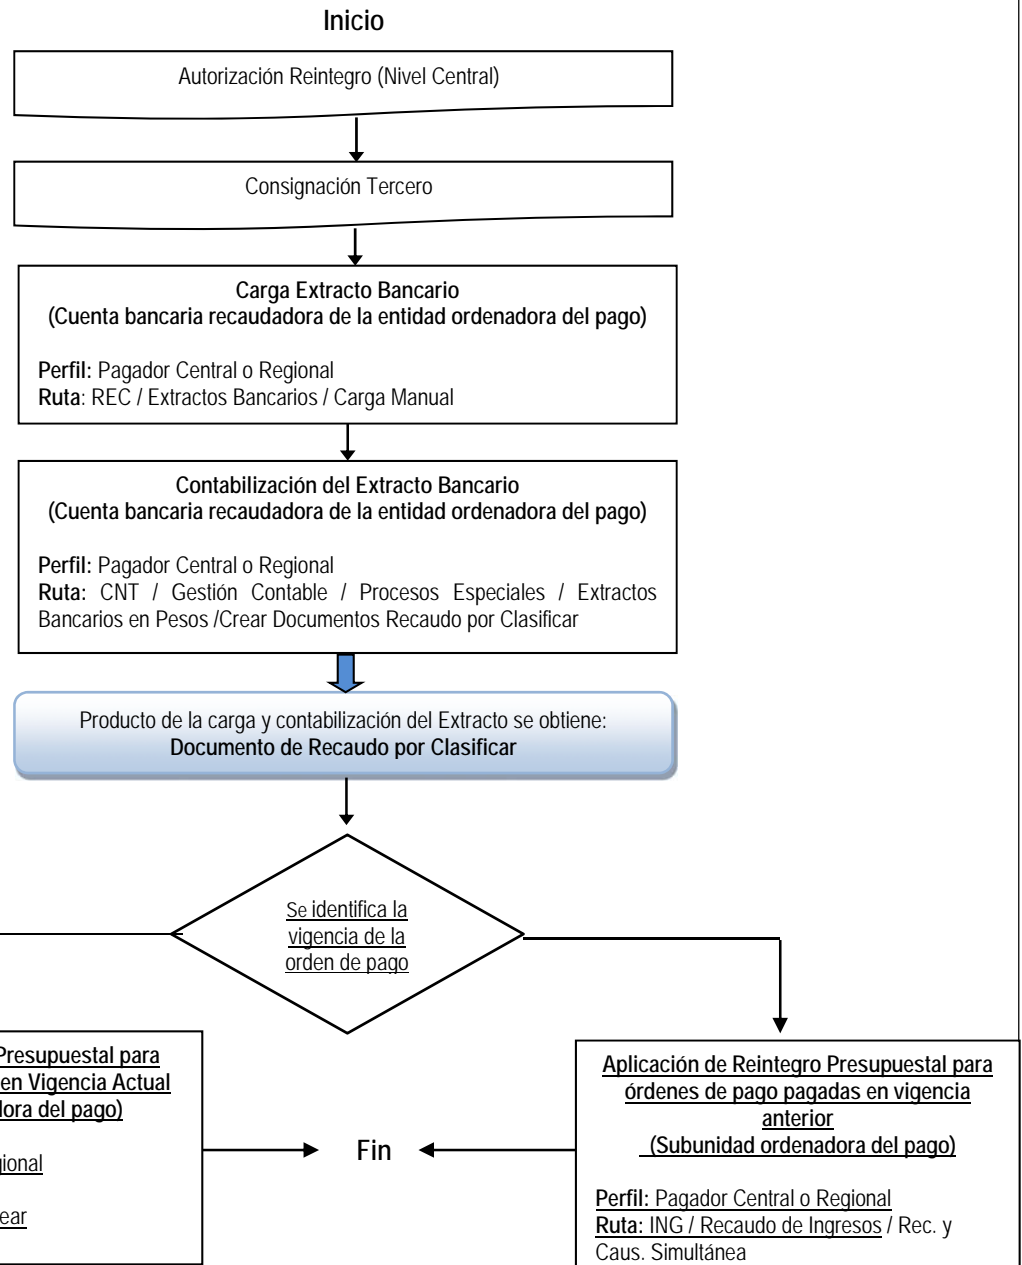 Inicio
Autorización Reintegro (Nivel Central)
Consignación Tercero
Carga Extracto Bancario
(Cuenta bancaria recaudadora de la entidad ordenadora del pago)
Perfil: Pagador Central o Regional
Ruta: REC / Extractos Bancarios / Carga Manual
Contabilización del Extracto Bancario
(Cuenta bancaria recaudadora de la entidad ordenadora del pago)
Perfil: Pagador Central o Regional
Ruta: CNT / Gestión Contable / Procesos Especiales / Extractos
Bancarios en Pesos /Crear Documentos Recaudo por Clasificar
Producto de la carga y contabilización del Extracto se obtiene:
Documento de Recaudo por Clasificar
Se identifica la
vigencia de la
orden de pago
Presupuestal para
en Vigencia Actual
dora del pago)
gional
ear
Fin
Aplicación de Reintegro Presupuestal para
órdenes de pago pagadas en vigencia
anterior
(Subunidad ordenadora del pago)
Perfil: Pagador Central o Regional
Ruta: ING / Recaudo de Ingresos / Rec. y
Caus. Simultánea